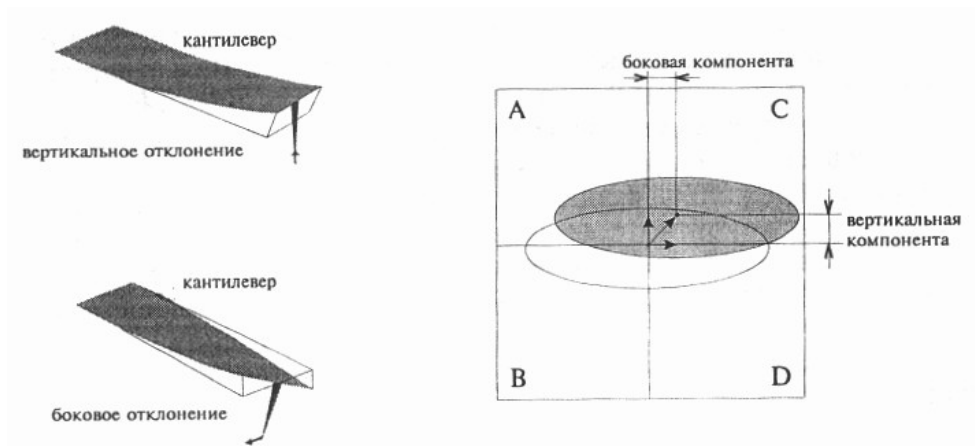 кантилевер
вертикальное отклонение
кантилевер
боковое отклонение
боковая компонента
A
C
вертикальная
компонента
B
D